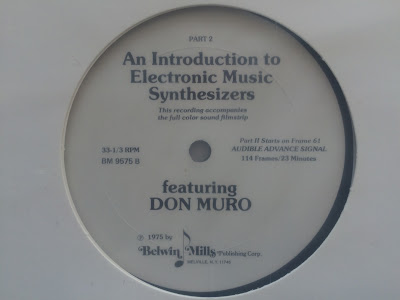 PART 2
An Introduction to
Electronic Music
Synthesizers
This recording accompanies
the full color sound filmstrip
33-1/3 RPM
BM 9575 B
Part II Starts on Frame 61
AUDIBLE ADVANCE SIGNAL
114 Frames/23 Minutes
featuring
DON MURO
℗ 1975 by
Belwin Mills Publishing Corp.
MELVILLE, N.Y. 11746